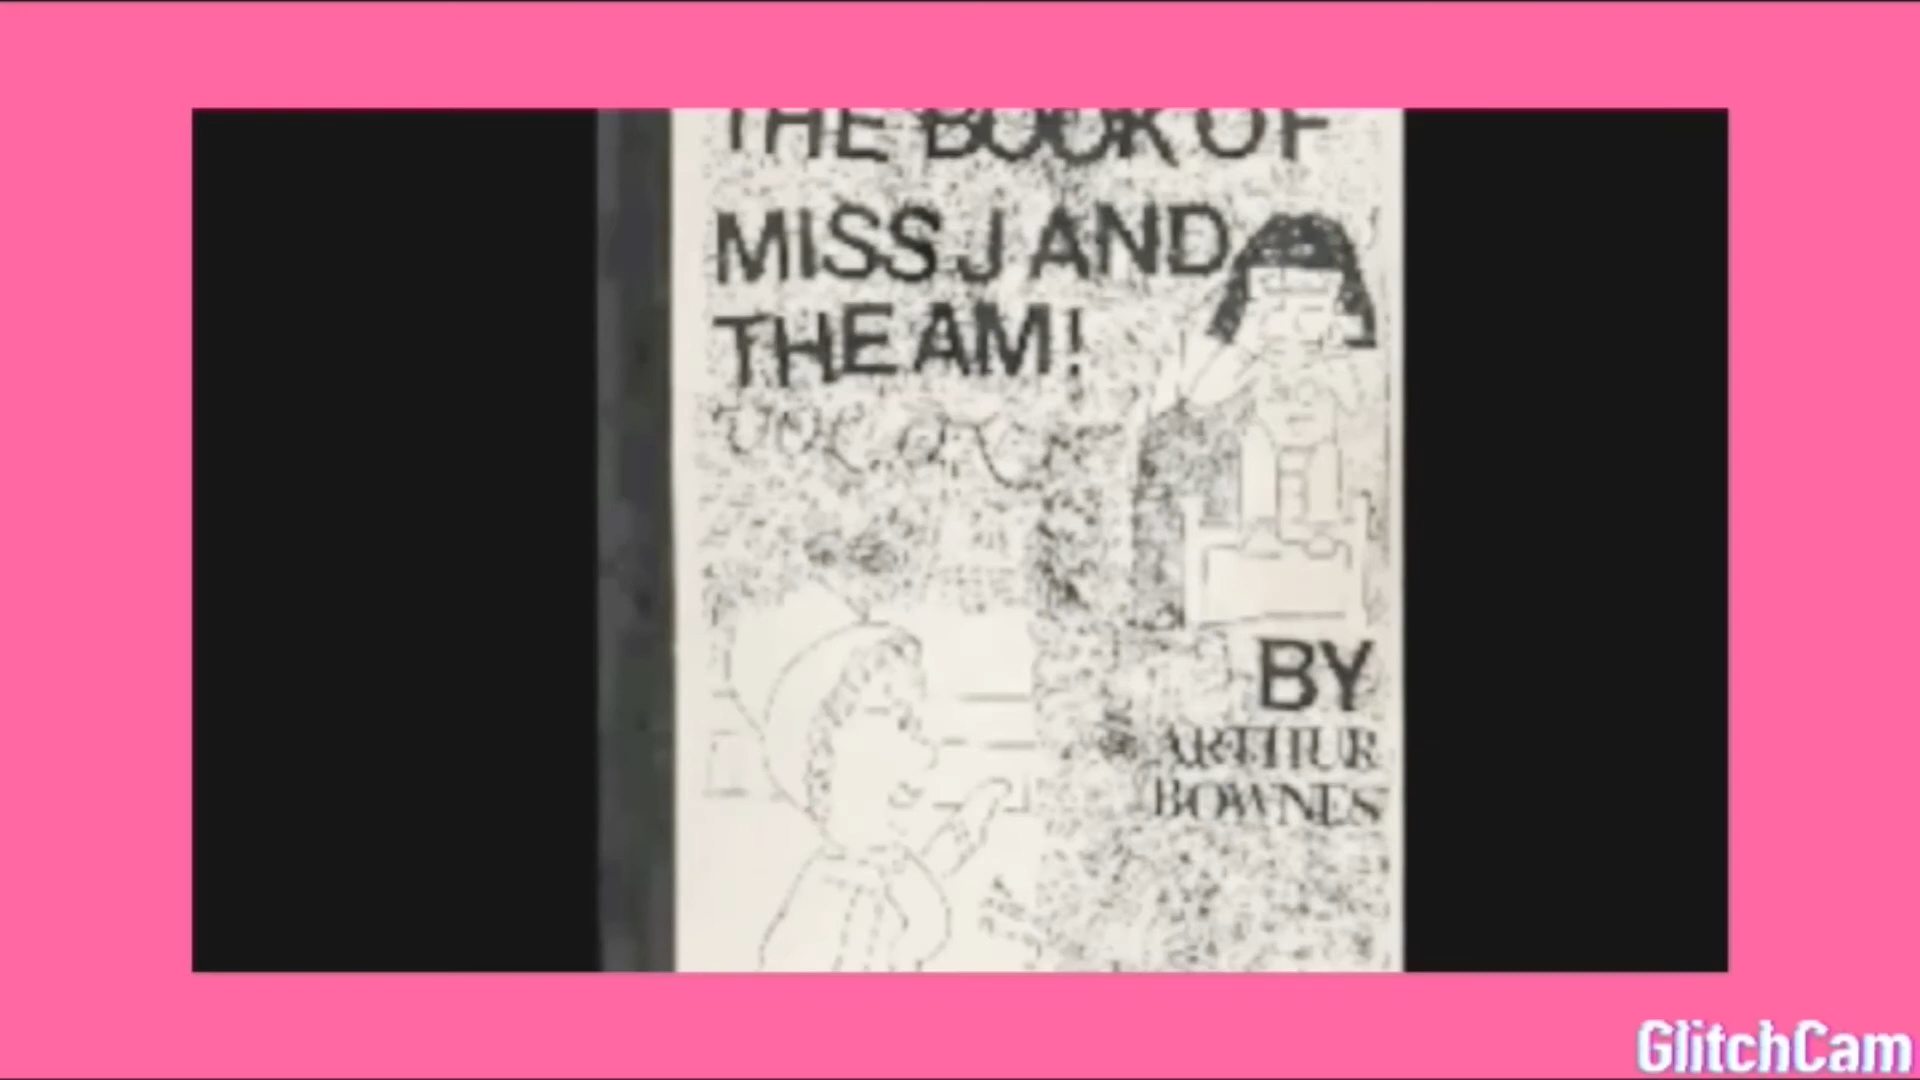 THE BOOK OF
MISS J AND
THE AM!
BY
ARTHUR
BOWNES
GlitchCam